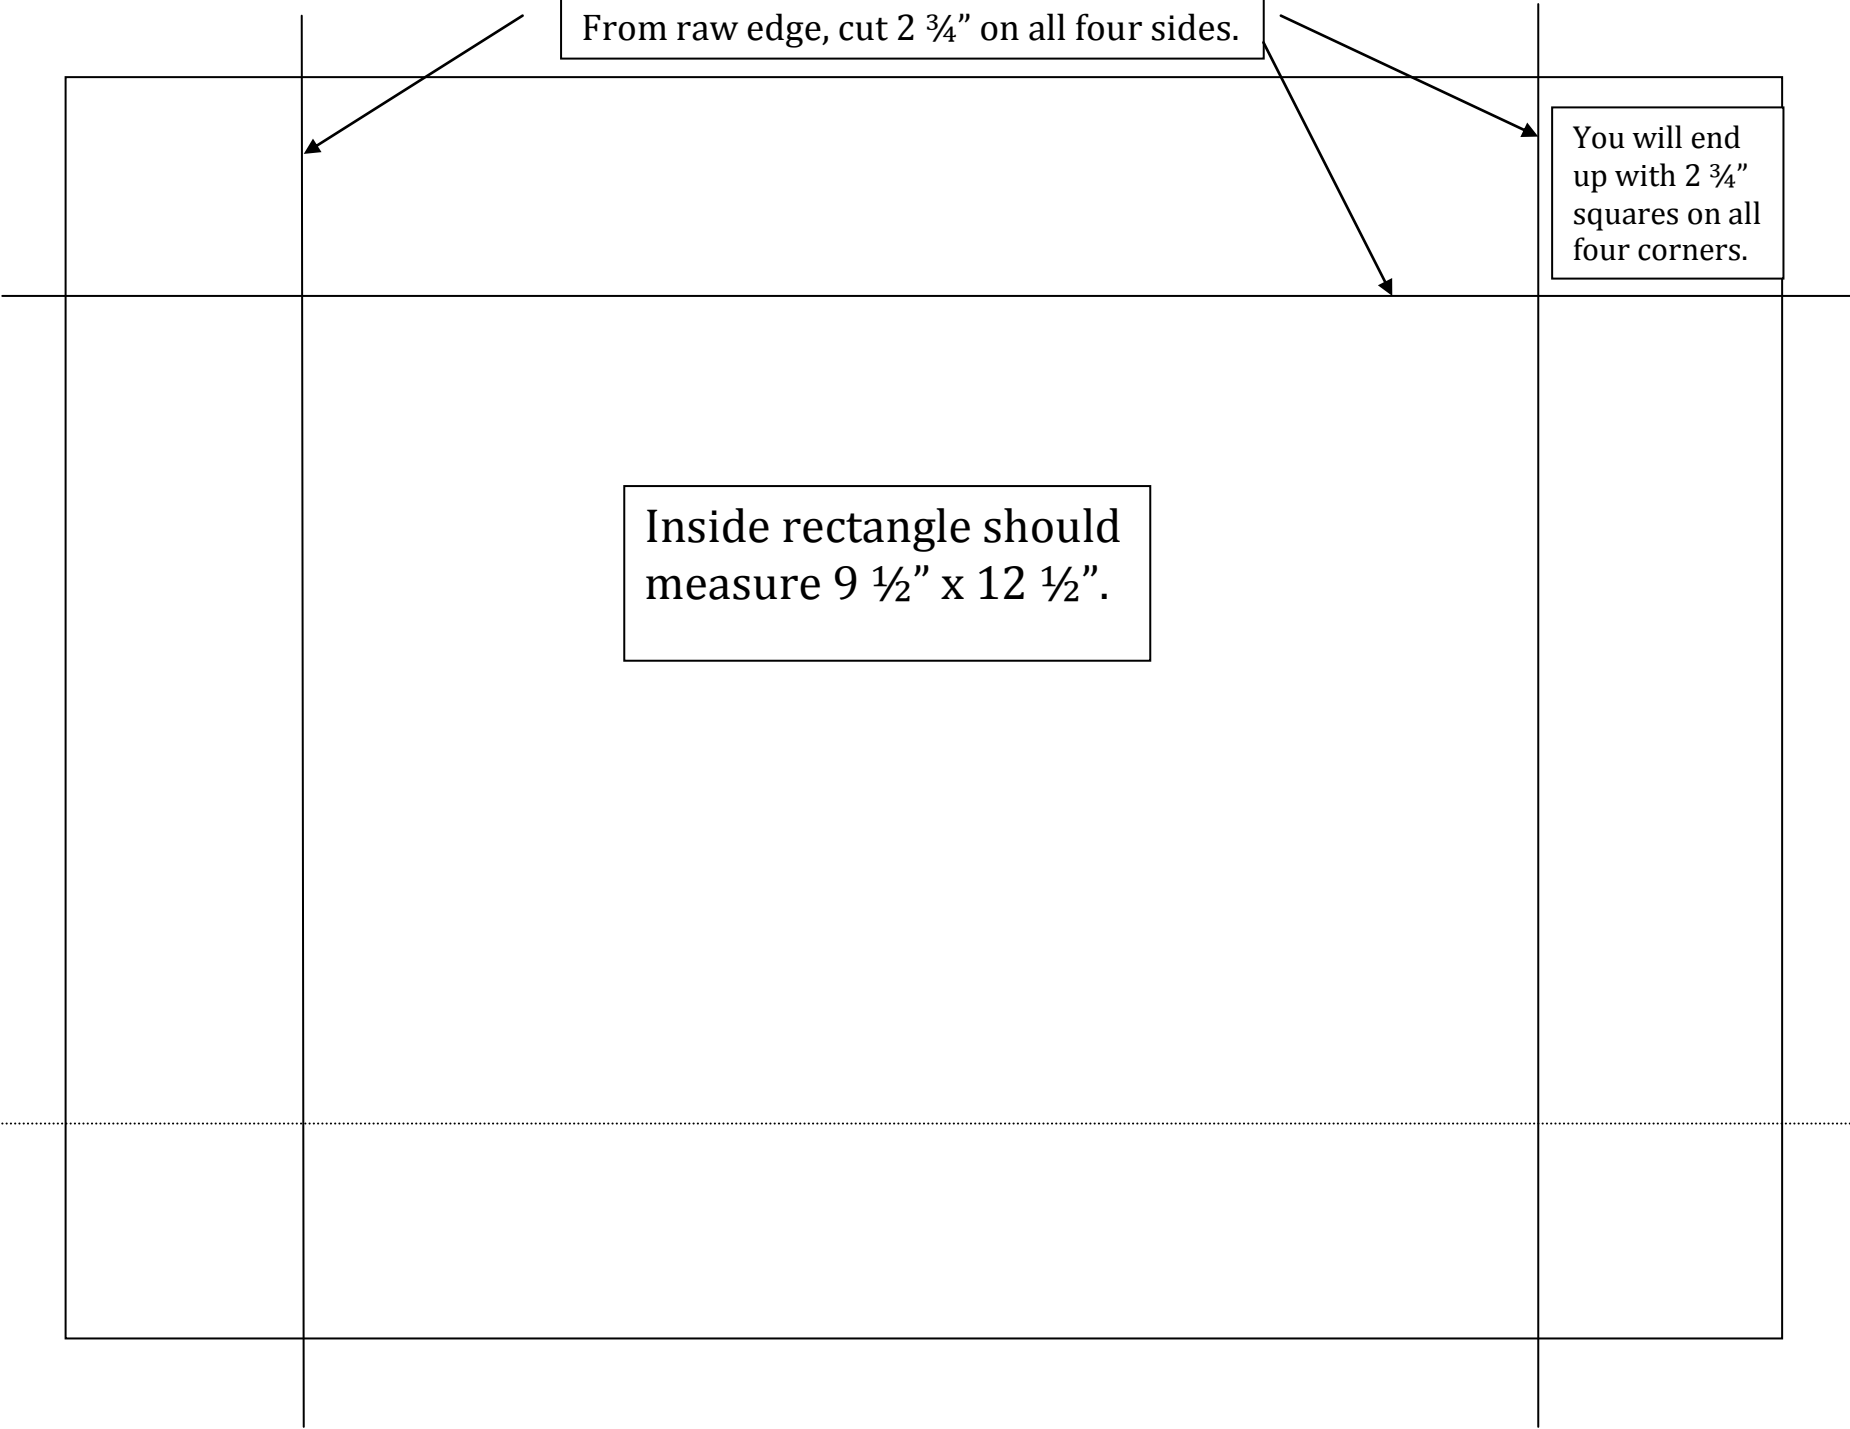 From raw edge, cut 2 ¾” on all four sides.
You will end
up with 2 ¾”
squares on all
four corners.
Inside rectangle should
measure 9 ½” x 12 ½”.